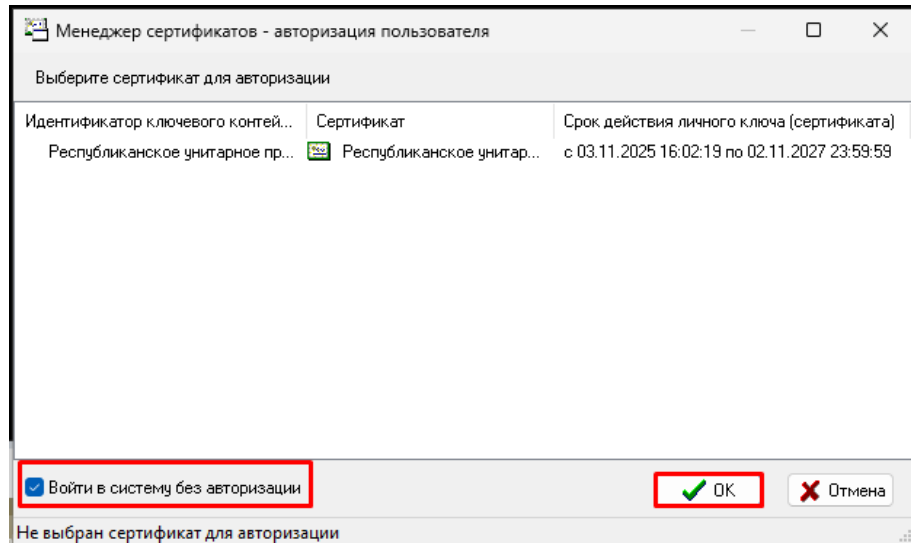 Менеджер сертификатов - авторизация пользователя
Выберите сертификат для авторизации
Идентификатор ключевого контей... Сертификат Срок действия личного ключа (сертификата)
Республиканское унитарное пр... Республиканское унитар... с 03.11.2025 16:02:19 по 02.11.2027 23:59:59
Войти в систему без авторизации OK Отмена
Не выбран сертификат для авторизации